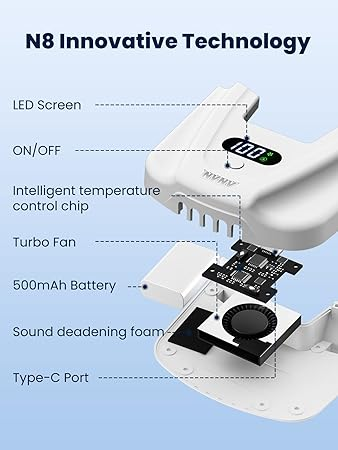 N8 Innovative Technology
LED Screen
100
ON/OFF
Intelligent temperature
control chip
Turbo Fan
500mAh Battery
Sound deadening foam
Type-C Port